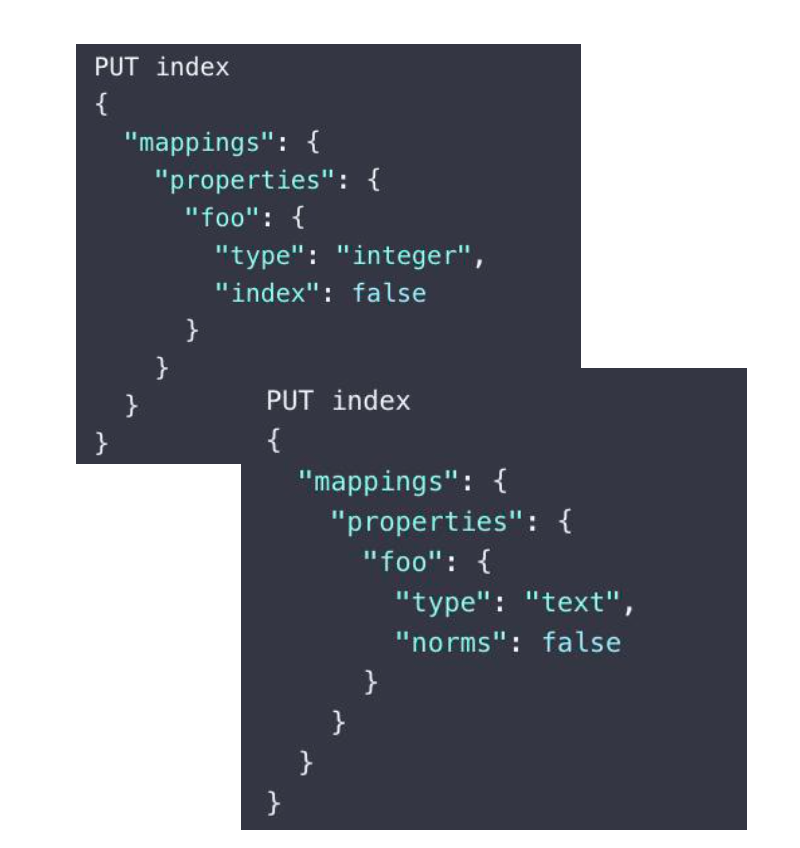 PUT index
{
  "mappings": {
    "properties": {
      "foo": {
        "type": "integer",
        "index": false
      }
    }
  }
}
PUT index
{
  "mappings": {
    "properties": {
      "foo": {
        "type": "text",
        "norms": false
      }
    }
  }
}